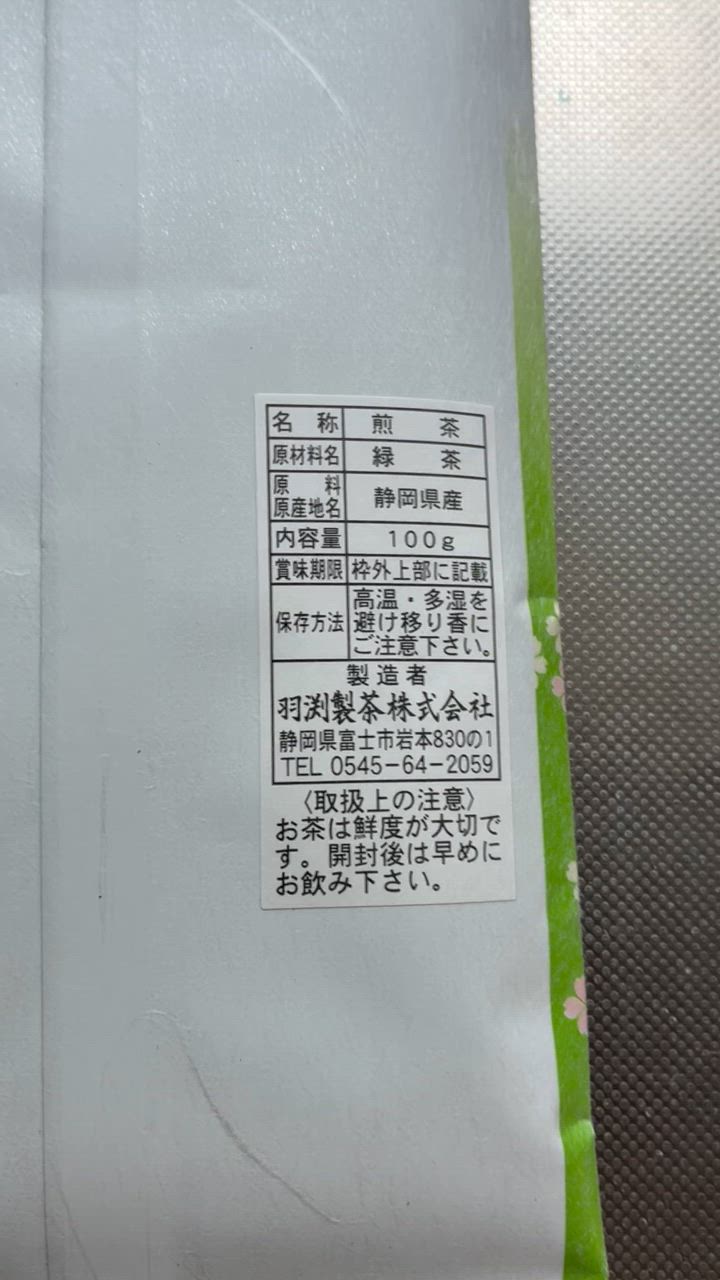 名称 煎茶
原材料名 緑茶
原料
原産地名 静岡県産
内容量 100g
賞味期限 枠外上部に記載
保存方法 高温・多湿を
避け移り香に
ご注意下さい。
製造者
羽渕製茶株式会社
静岡県富士市岩本830の1
TEL 0545-64-2059
〈取扱上の注意〉
お茶は鮮度が大切で
す。開封後は早めに
お飲み下さい。